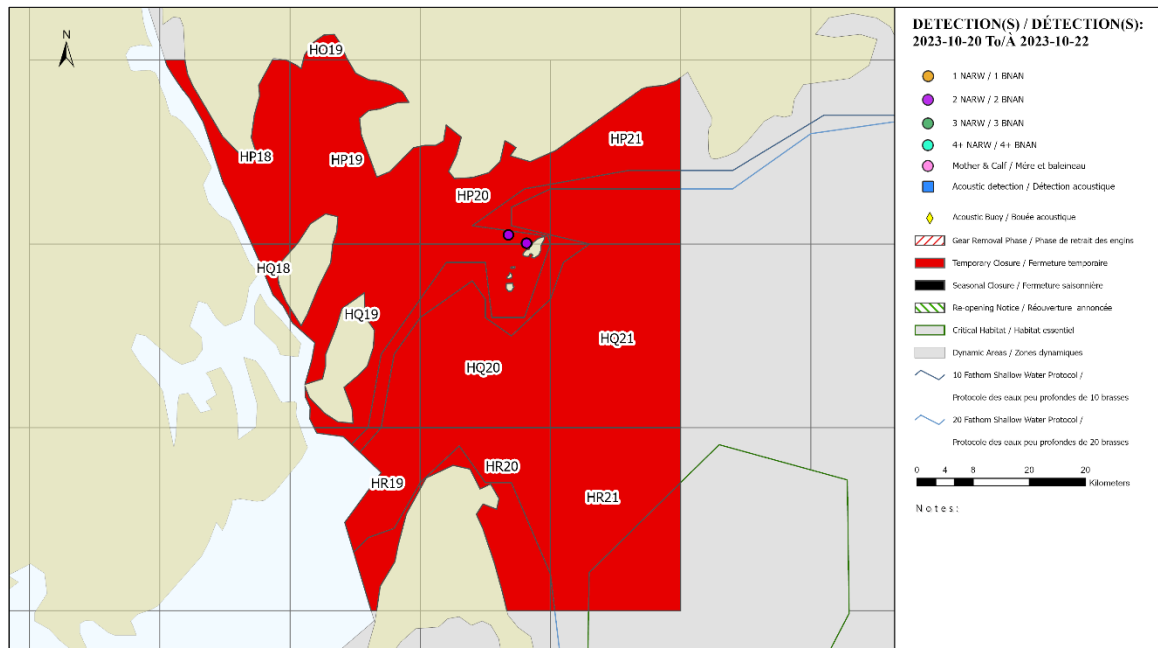 N
HO19
HP18
HP19
HP20
HP21
HQ18
HQ19
HQ20
HQ21
HR19
HR20
HR21
DETECTION(S) / DÉTECTION(S):
2023-10-20 To/À 2023-10-22
1 NARW / 1 BNAN
2 NARW / 2 BNAN
3 NARW / 3 BNAN
4+ NARW / 4+ BNAN
Mother & Calf / Mére et baleineau
Acoustic detection / Détection acoustique
Acoustic Buoy / Bouée acoustique
Gear Removal Phase / Phase de retrait des engins
Temporary Closure / Fermeture temporaire
Seasonal Closure / Fermeture saisonnière
Re-opening Notice / Réouverture annoncée
Critical Habitat / Habitat essentiel
Dynamic Areas / Zones dynamiques
10 Fathom Shallow Water Protocol /
Protocole des eaux peu profondes de 10 brasses
20 Fathom Shallow Water Protocol /
Protocole des eaux peu profondes de 20 brasses
0 4 8 12 20 20
Kilometers
Notes: